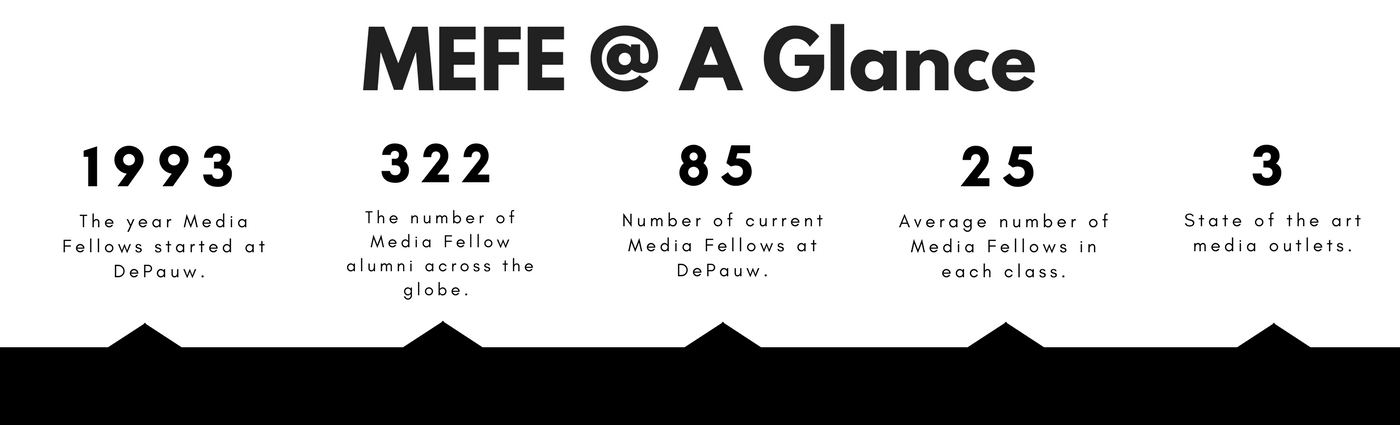 MEFE @ A Glance
1993
The year Media
Fellows started at
DePauw.
322
The number of
Media Fellow
alumni across the
globe.
85
Number of current
Media Fellows at
DePauw.
25
Average number of
Media Fellows in
each class.
3
State of the art
media outlets.